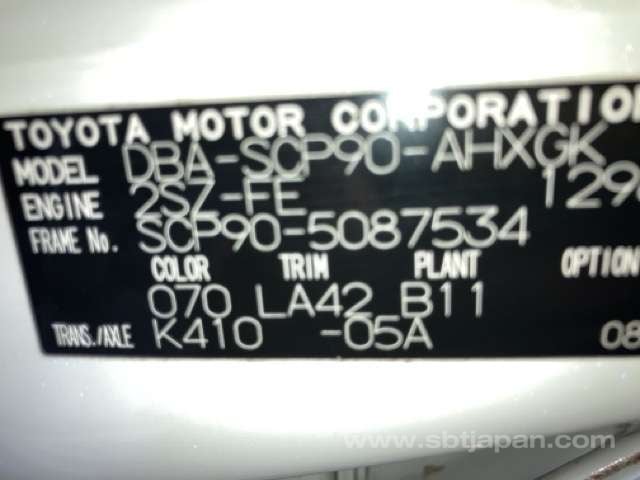 TOYOTA MOTOR CORPORATION
MODEL DBA-SCP90-AHXGK
ENGINE 2SZ-FE 129
FRAME No. SCP90-5087534
COLOR TRIM PLANT OPTION
070 LA42 B11
TRANS./AXLE K410 -05A 08
www.sbtjapan.com